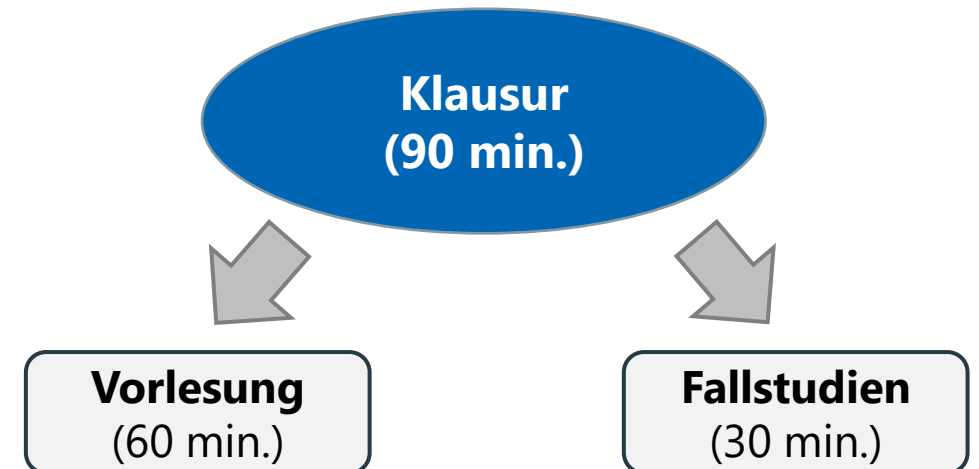 Klausur
(90 min.)
Vorlesung
(60 min.)
Fallstudien
(30 min.)